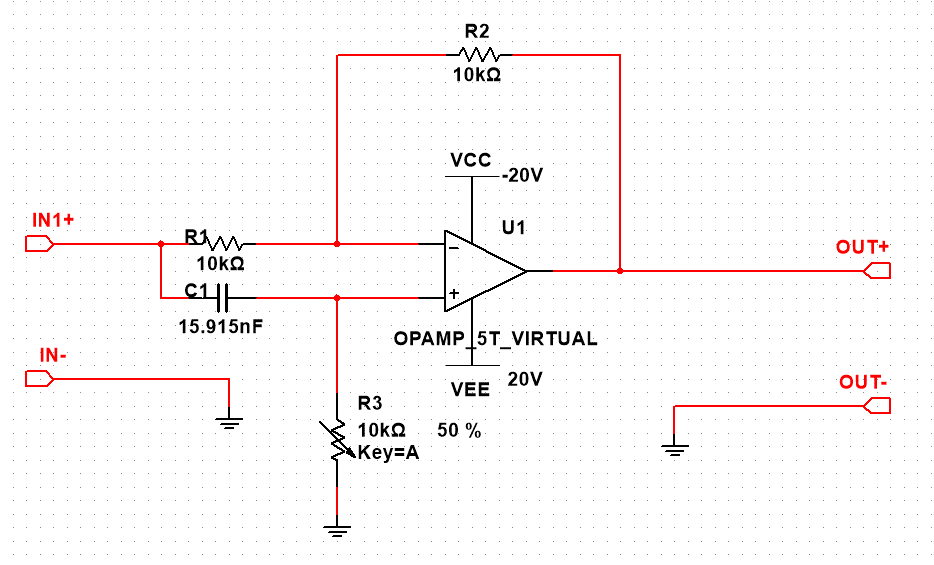 R2
10kΩ
VCC
-20V
IN1+
R1
U1
10kΩ
−
OUT+
C1
+
15.915nF
OPAMP_5T_VIRTUAL
IN-
VEE
20V
OUT-
R3
10kΩ
50 %
Key=A